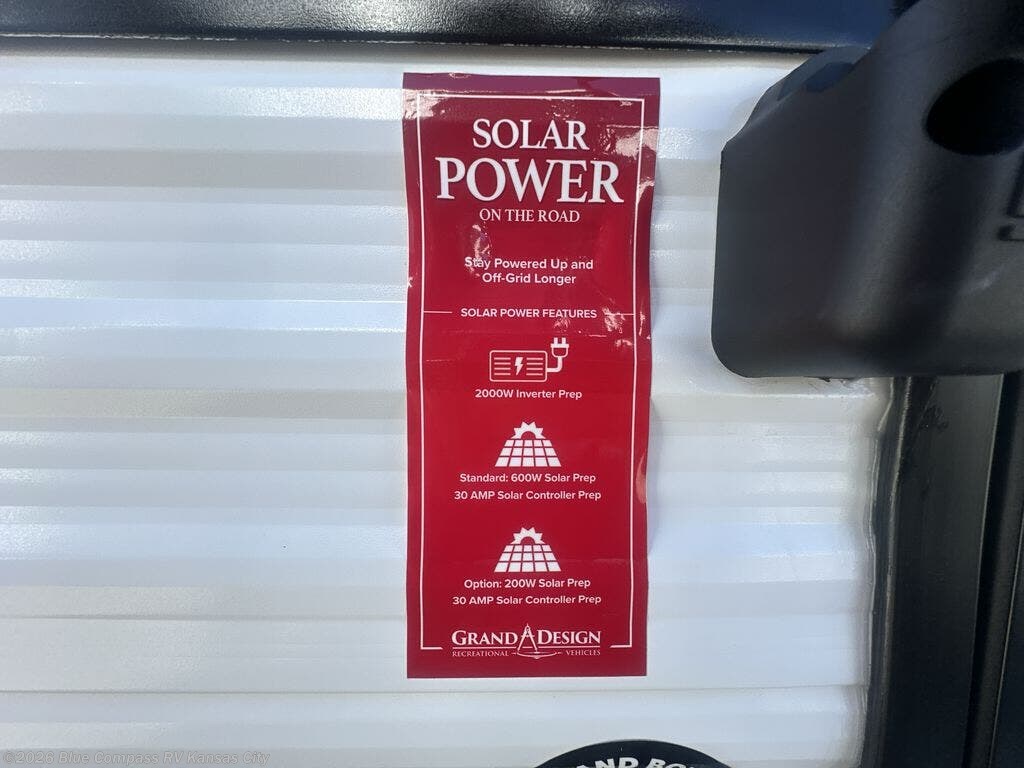 SOLAR
POWER
ON THE ROAD
Stay Powered Up and
Off-Grid Longer
SOLAR POWER FEATURES
2000W Inverter Prep
Standard: 600W Solar Prep
30 AMP Solar Controller Prep
Option: 200W Solar Prep
30 AMP Solar Controller Prep
GRAND DESIGN
RECREATIONAL VEHICLES
©2026 Blue Compass RV Kansas City